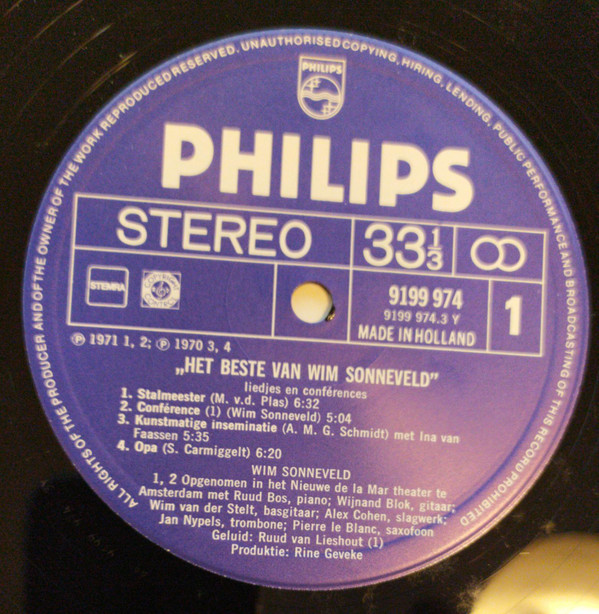 ALL RIGHTS OF THE PRODUCER AND OF THE OWNER OF THE WORK REPRODUCED RESERVED. UNAUTHORISED COPYING, HIRING, LENDING, PUBLIC PERFORMANCE AND BROADCASTING OF THIS RECORD PROHIBITED
PHILIPS
PHILIPS
STEREO 33 1/3
STEMRA
9199 974
9199 974.3 Y
MADE IN HOLLAND
1
Ⓟ 1971 1, 2; Ⓟ 1970 3, 4
„HET BESTE VAN WIM SONNEVELD”
liedjes en conférences
1. Stalmeester (M. v.d. Plas) 6:32
2. Conférence (1) (Wim Sonneveld) 5:04
3. Kunstmatige inseminatie (A. M. G. Schmidt) met Ina van
Faassen 5:35
4. Opa (S. Carmiggelt) 6:20
WIM SONNEVELD
1, 2 Opgenomen in het Nieuwe de la Mar theater te
Amsterdam met Ruud Bos, piano; Wijnand Blok, gitaar;
Wim van der Stelt, basgitaar; Alex Cohen, slagwerk;
Jan Nypels, trombone; Pierre le Blanc, saxofoon
Geluid: Ruud van Lieshout (1)
Produktie: Rine Geveke